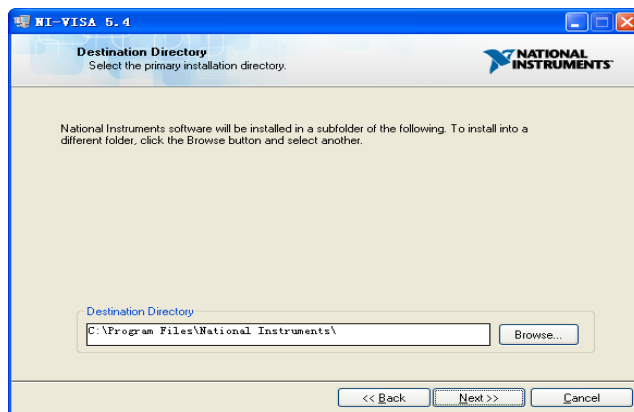 NI-VISA 5.4
Destination Directory
Select the primary installation directory.
NATIONAL
INSTRUMENTS
National Instruments software will be installed in a subfolder of the following. To install into a
different folder, click the Browse button and select another.
Destination Directory
C:\Program Files\National Instruments\
Browse...
<< Back
Next >>
Cancel